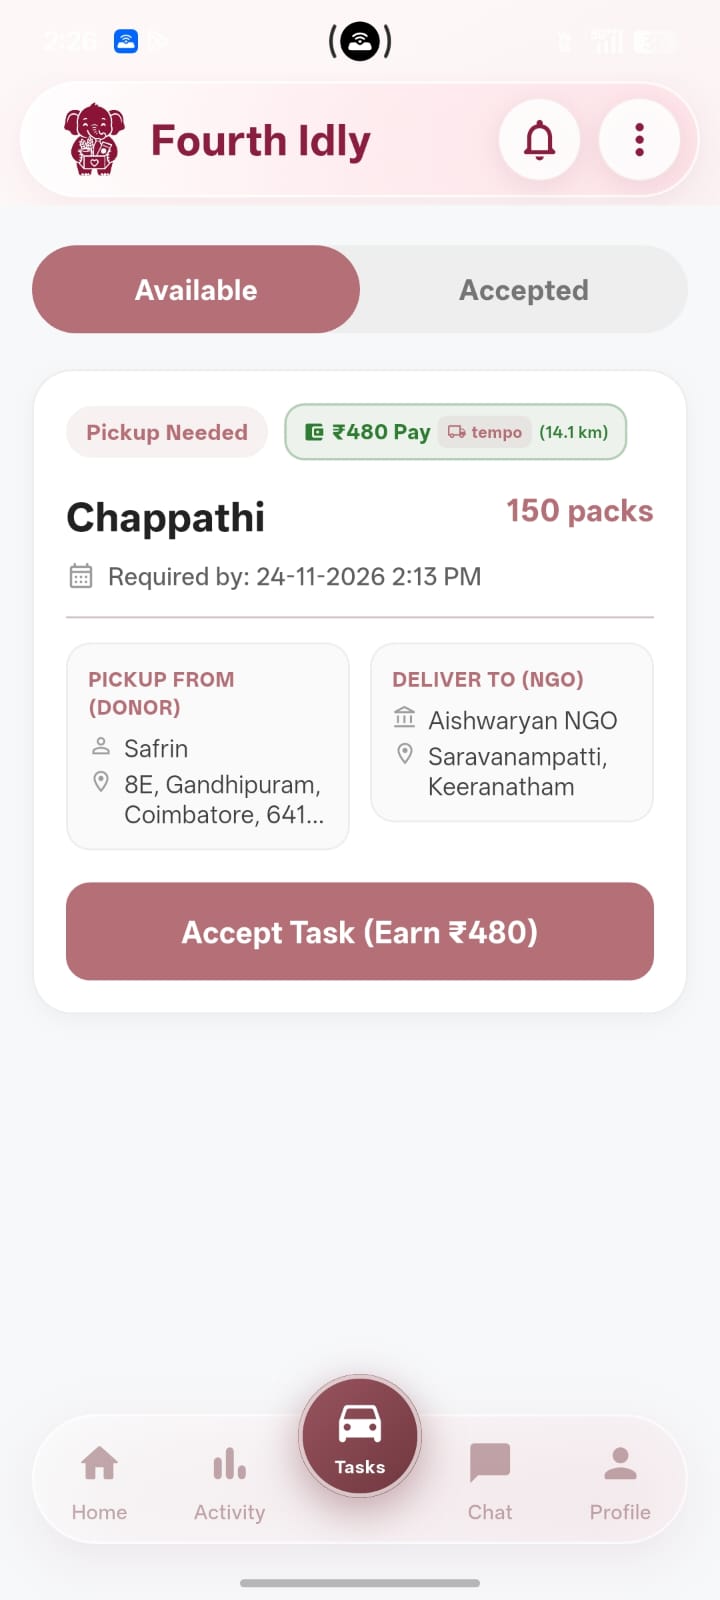 2:26
Fourth Idly
Available
Accepted
Pickup Needed
₹480 Pay
tempo
(14.1 km)
Chappathi
150 packs
Required by: 24-11-2026 2:13 PM
PICKUP FROM
(DONOR)
Safrin
8E, Gandhipuram,
Coimbatore, 641...
DELIVER TO (NGO)
Aishwaryan NGO
Saravanampatti,
Keeranatham
Accept Task (Earn ₹480)
Home
Activity
Tasks
Chat
Profile